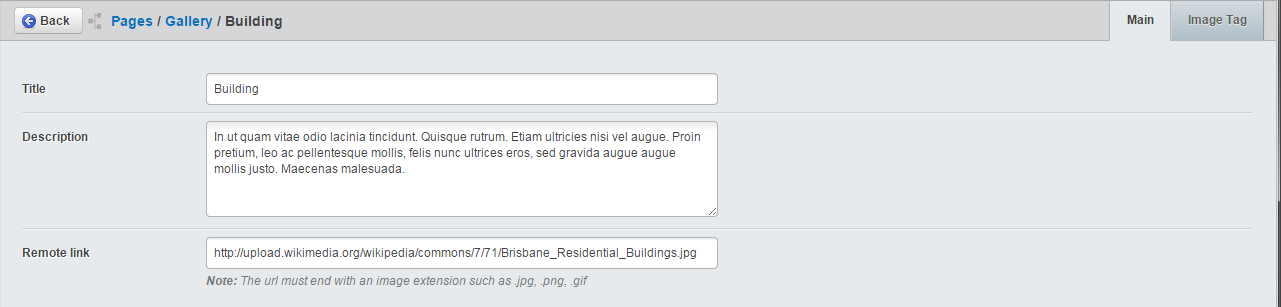 Back Pages / Gallery / Building Main Image Tag
Title Building
Description In ut quam vitae odio lacinia tincidunt. Quisque rutrum. Etiam ultricies nisi vel augue. Proin
pretium, leo ac pellentesque mollis, felis nunc ultrices eros, sed gravida augue augue
mollis justo. Maecenas malesuada.
Remote link http://upload.wikimedia.org/wikipedia/commons/7/71/Brisbane_Residential_Buildings.jpg
Note: The url must end with an image extension such as .jpg, .png, .gif